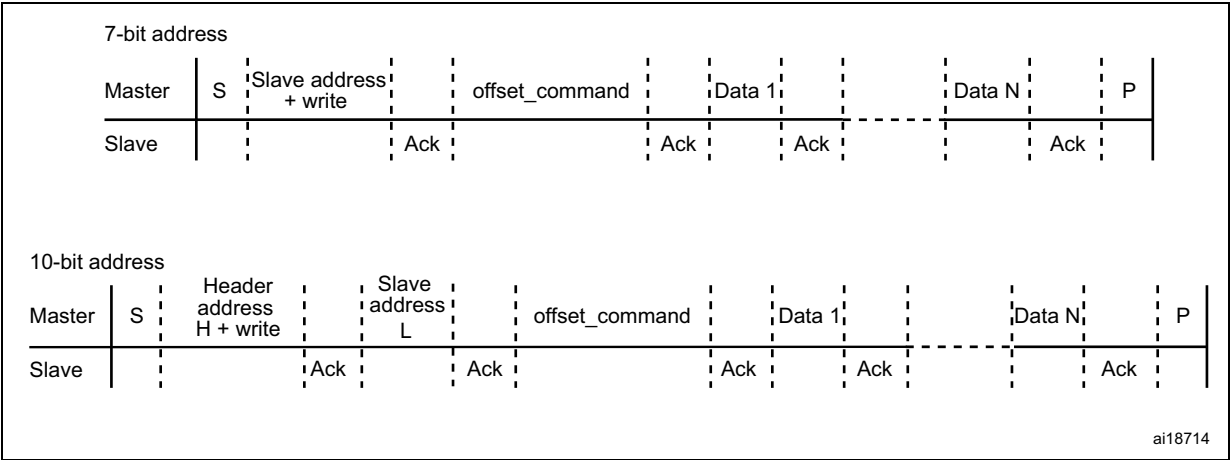 7-bit address
Master S Slave address + write offset_command Data 1 Data N P
Slave Ack Ack Ack Ack
10-bit address
Master S Header address H + write Slave address L offset_command Data 1 Data N P
Slave Ack Ack Ack Ack Ack
ai18714